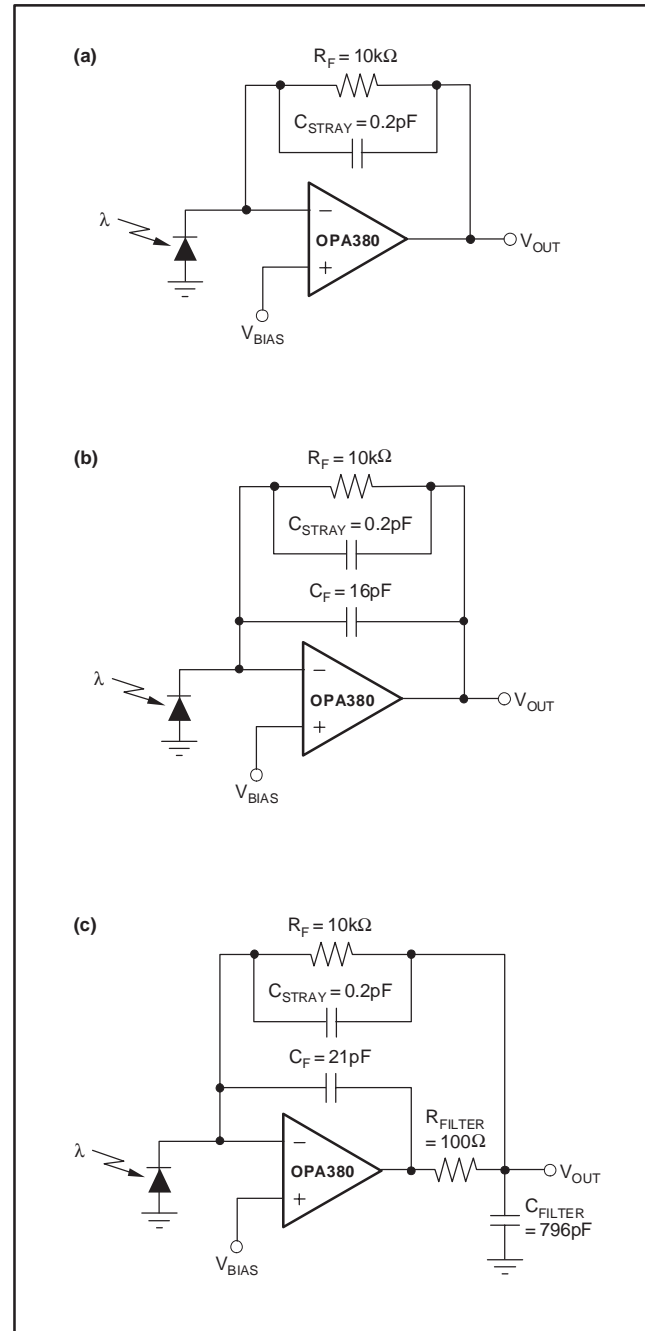 (a)
R_F = 10kΩ
C_STRAY = 0.2pF
λ
−
OPA380
+
V_OUT
V_BIAS
(b)
R_F = 10kΩ
C_STRAY = 0.2pF
C_F = 16pF
λ
−
OPA380
+
V_OUT
V_BIAS
(c)
R_F = 10kΩ
C_STRAY = 0.2pF
C_F = 21pF
R_FILTER
= 100Ω
λ
−
OPA380
+
V_OUT
C_FILTER
= 796pF
V_BIAS